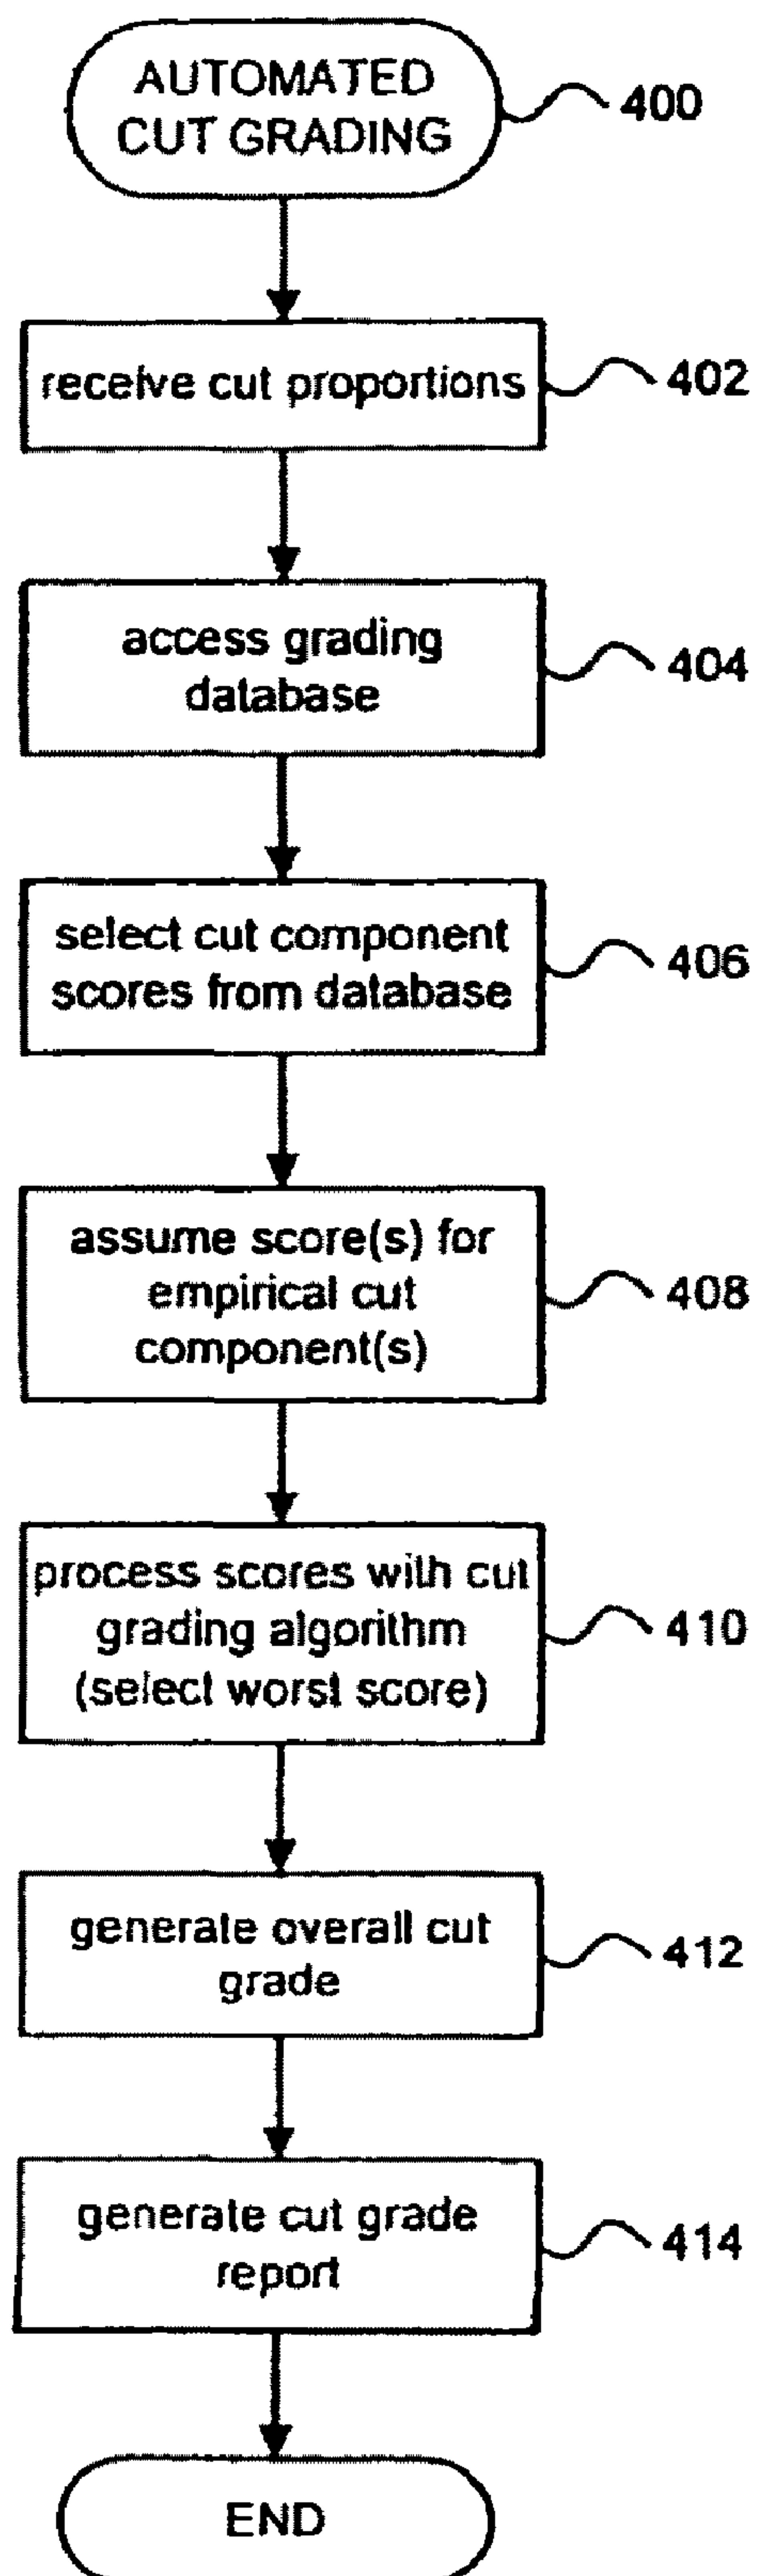 AUTOMATED
CUT GRADING
400
receive cut proportions
402
access grading
database
404
select cut component
scores from database
406
assume score(s) for
empirical cut
component(s)
408
process scores with cut
grading algorithm
(select worst score)
410
generate overall cut
grade
412
generate cut grade
report
414
END